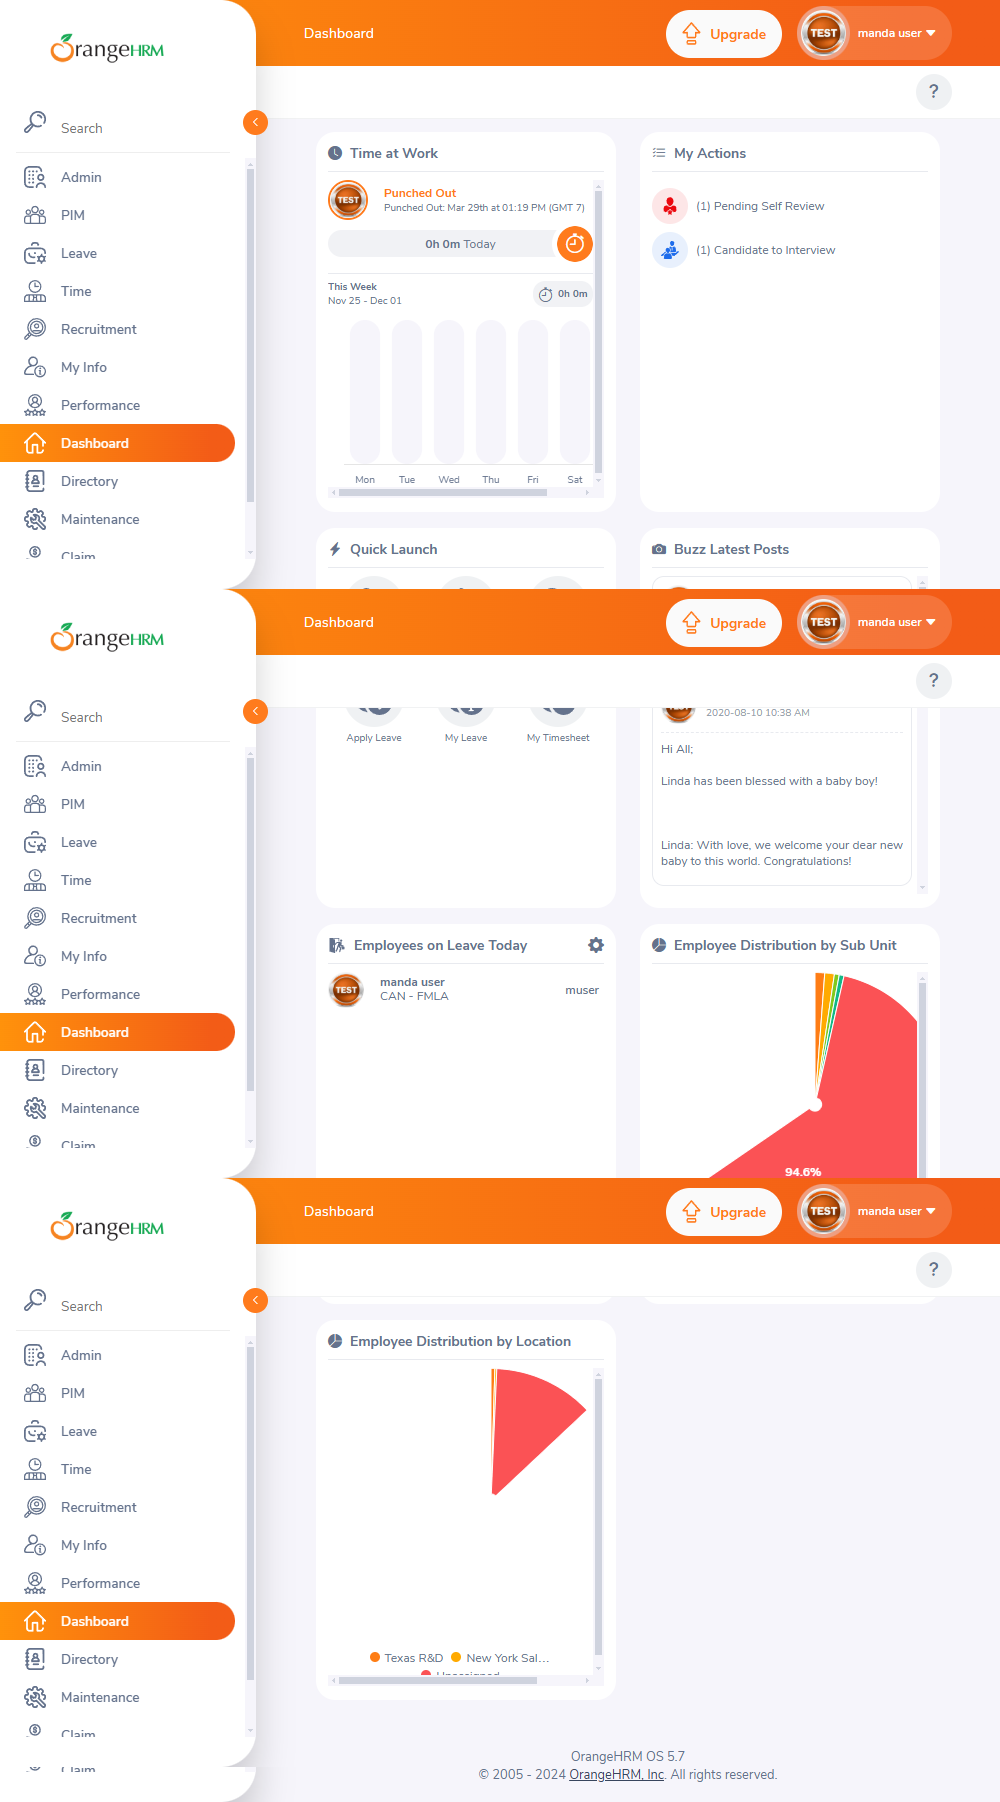 OrangeHRM
Dashboard
Upgrade
TEST
manda user
?
Search
Admin
PIM
Leave
Time
Recruitment
My Info
Performance
Dashboard
Directory
Maintenance
Claim
Time at Work
TEST
Punched Out
Punched Out: Mar 29th at 01:19 PM (GMT 7)
0h 0m Today
This Week
Nov 25 - Dec 01
0h 0m
Mon Tue Wed Thu Fri Sat
My Actions
(1) Pending Self Review
(1) Candidate to Interview
Quick Launch
Buzz Latest Posts
OrangeHRM
Dashboard
Upgrade
TEST
manda user
?
Search
Admin
PIM
Leave
Time
Recruitment
My Info
Performance
Dashboard
Directory
Maintenance
Claim
Apply Leave
My Leave
My Timesheet
2020-08-10 10:38 AM
Hi All;
Linda has been blessed with a baby boy!
Linda: With love, we welcome your dear new
baby to this world. Congratulations!
Employees on Leave Today
TEST
manda user
CAN - FMLA
muser
Employee Distribution by Sub Unit
94.6%
OrangeHRM
Dashboard
Upgrade
TEST
manda user
?
Search
Admin
PIM
Leave
Time
Recruitment
My Info
Performance
Dashboard
Directory
Maintenance
Claim
Claim
Employee Distribution by Location
Texas R&D
New York Sal...
Unassigned
OrangeHRM OS 5.7
© 2005 - 2024 OrangeHRM, Inc. All rights reserved.